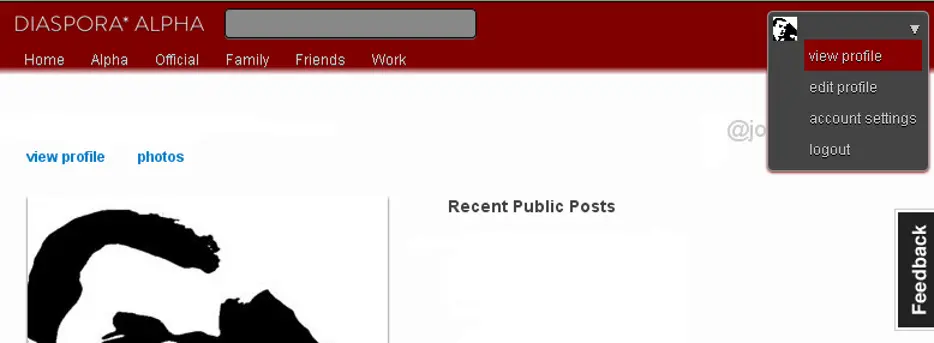 DIASPORA* ALPHA
Home Alpha Official Family Friends Work
view profile
edit profile
account settings
logout
@jo
view profile photos
Recent Public Posts
Feedback